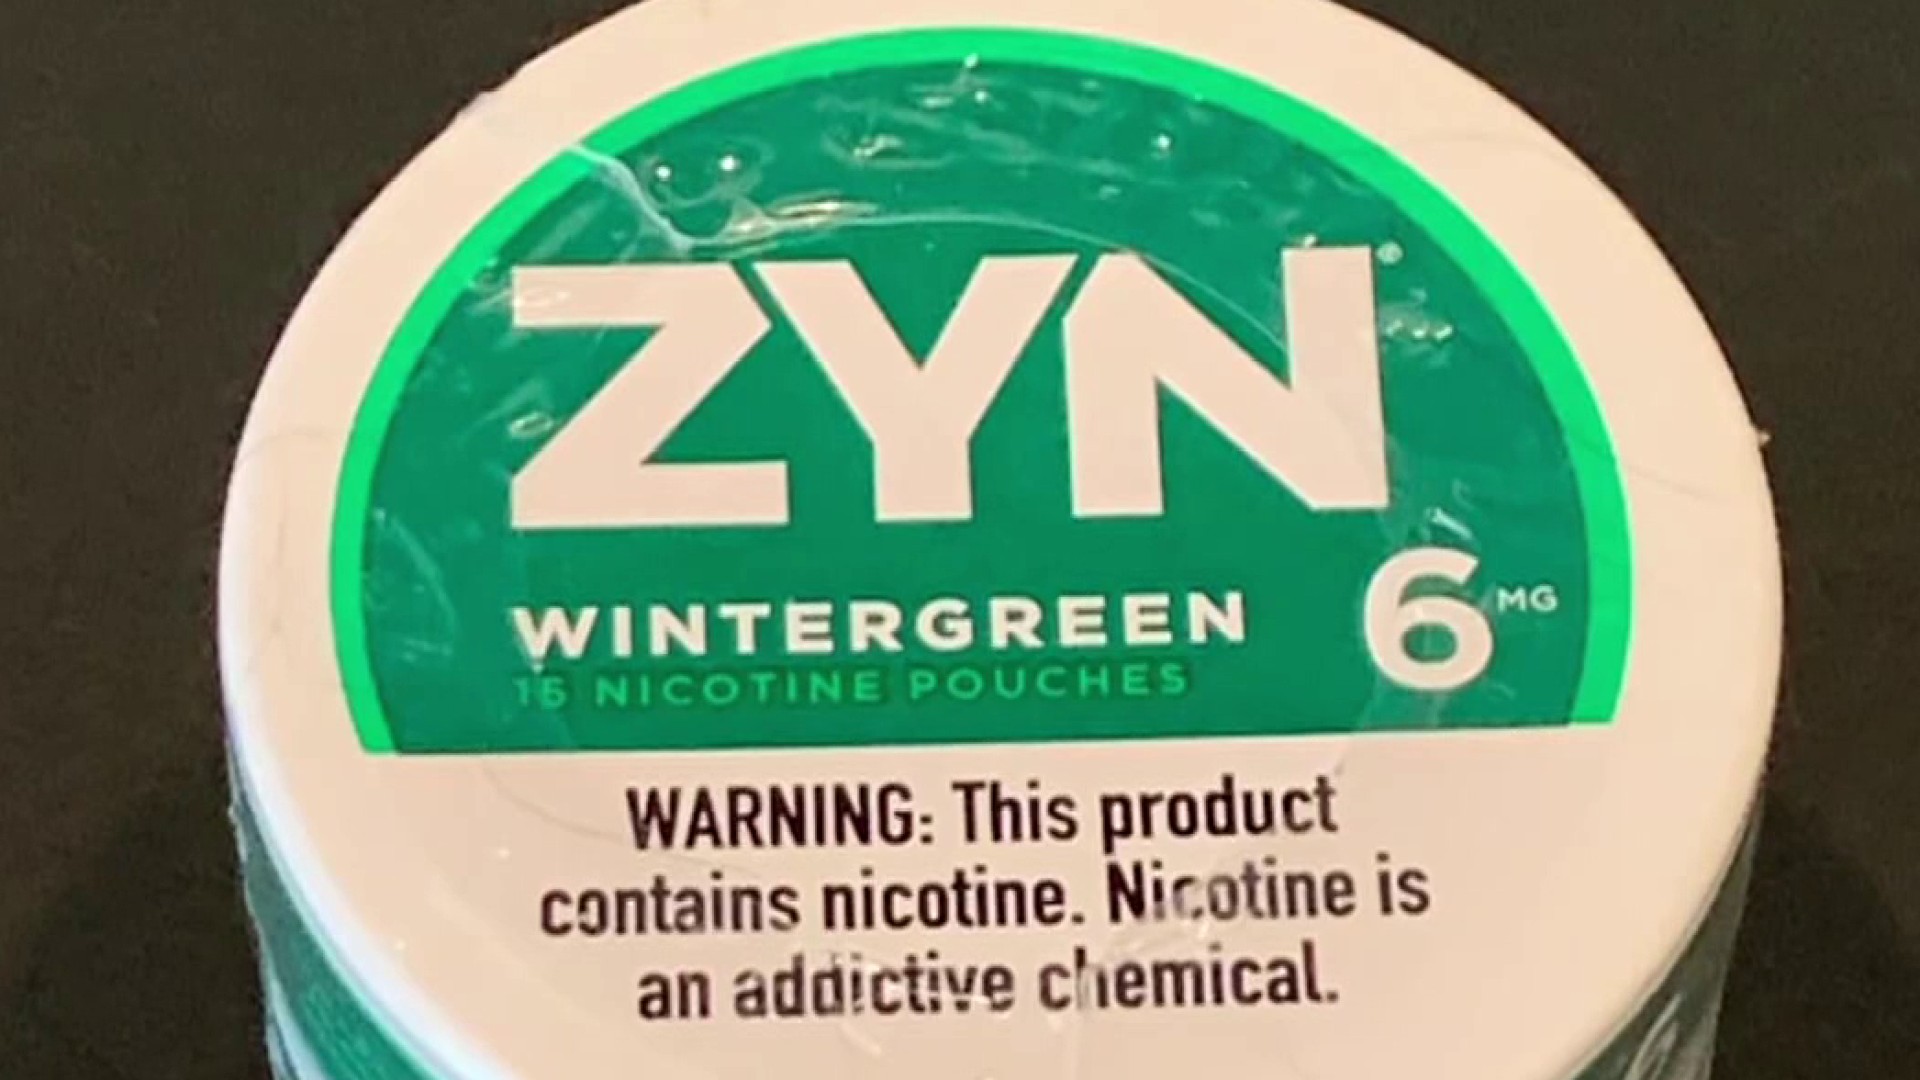 ZYN®
WINTERGREEN
6 MG
15 NICOTINE POUCHES
WARNING: This product
contains nicotine. Nicotine is
an addictive chemical.